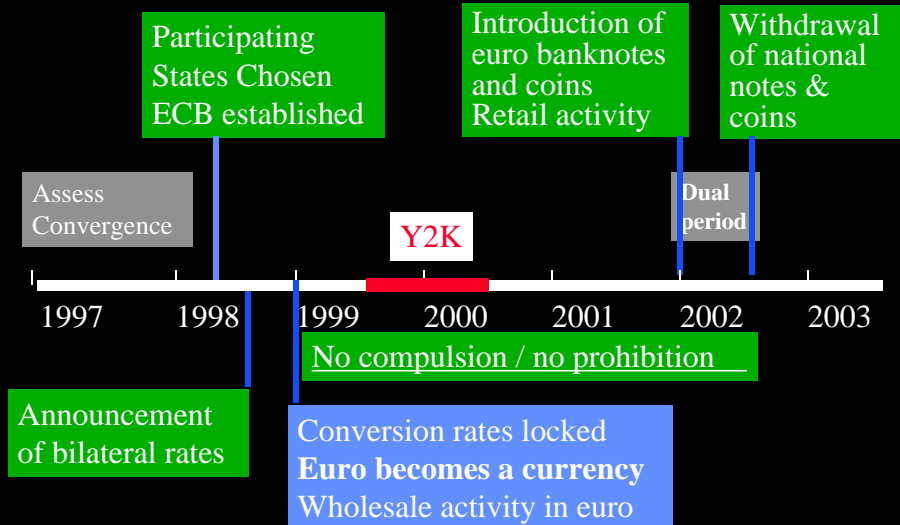 Participating
States Chosen
ECB established
Introduction of
euro banknotes
and coins
Retail activity
Withdrawal
of national
notes &
coins
Assess
Convergence
Dual
period
Y2K
1997
1998
1999
2000
2001
2002
2003
No compulsion / no prohibition
Announcement
of bilateral rates
Conversion rates locked
Euro becomes a currency
Wholesale activity in euro